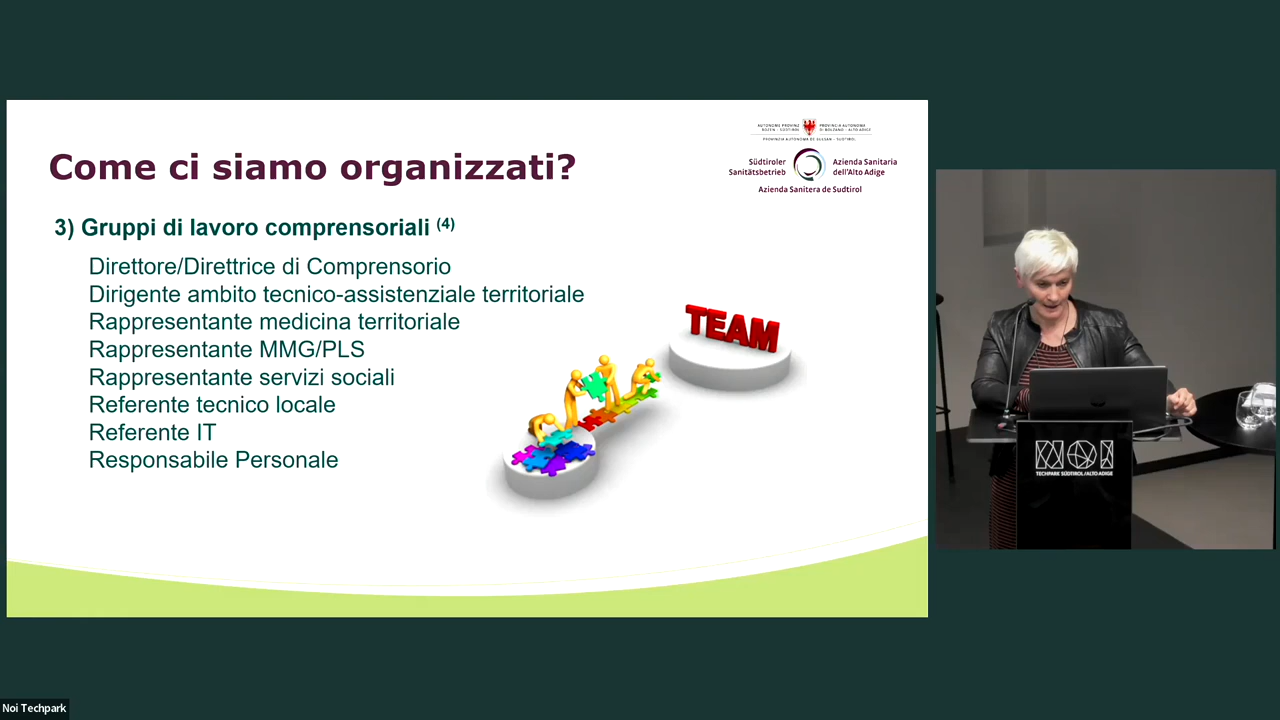 AUTONOME PROVINZ
BOZEN - SÜDTIROL
PROVINCIA AUTONOMA
DI BOLZANO - ALTO ADIGE
PROVINCIA AUTONOMA DE BULSAN - SÜDTIROL
Südtiroler
Sanitätsbetrieb
Azienda Sanitaria
dell'Alto Adige
Azienda Sanitera de Sudtirol
Come ci siamo organizzati?
3) Gruppi di lavoro comprensoriali (4)
Direttore/Direttrice di Comprensorio
Dirigente ambito tecnico-assistenziale territoriale
Rappresentante medicina territoriale
Rappresentante MMG/PLS
Rappresentante servizi sociali
Referente tecnico locale
Referente IT
Responsabile Personale
TEAM
NOI
TECHPARK SÜDTIROL/ALTO ADIGE
Noi Techpark